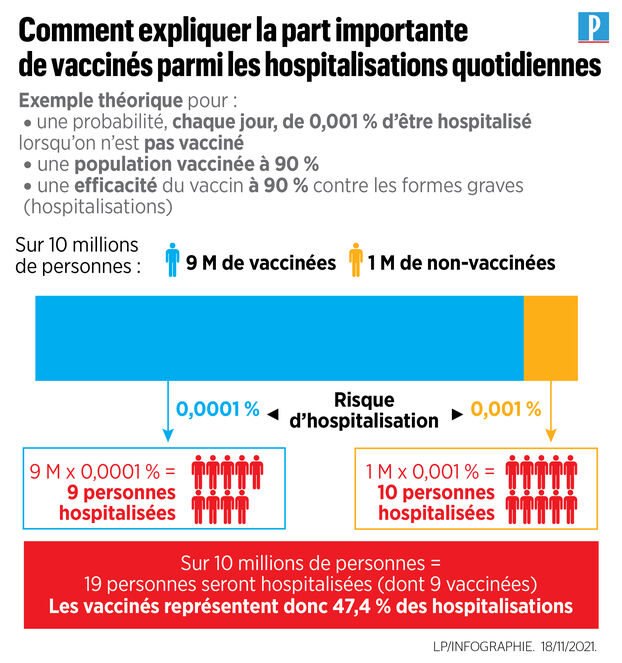 Comment expliquer la part importante
de vaccinés parmi les hospitalisations quotidiennes
P
Exemple théorique pour :
• une probabilité, chaque jour, de 0,001 % d'être hospitalisé
lorsqu'on n'est pas vacciné
• une population vaccinée à 90 %
• une efficacité du vaccin à 90 % contre les formes graves
(hospitalisations)
Sur 10 millions
de personnes :
9 M de vaccinées
1 M de non-vaccinées
0,0001 %
Risque
d'hospitalisation
0,001 %
9 M x 0,0001 % =
9 personnes
hospitalisées
1 M x 0,001 % =
10 personnes
hospitalisées
Sur 10 millions de personnes =
19 personnes seront hospitalisées (dont 9 vaccinées)
Les vaccinés représentent donc 47,4 % des hospitalisations
LP/INFOGRAPHIE. 18/11/2021.